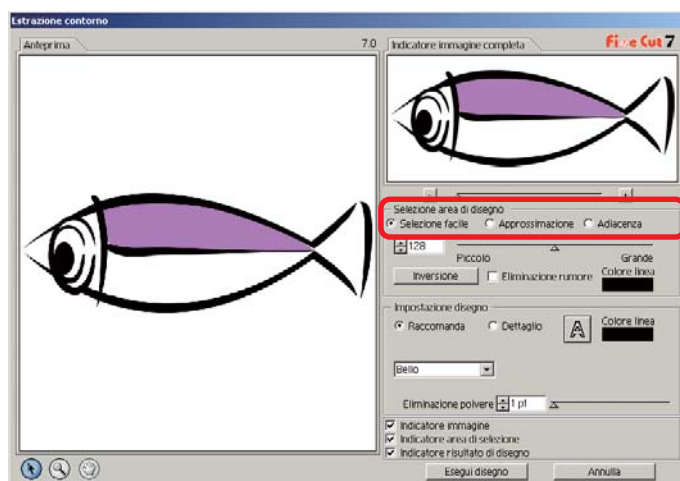 Estrazione contorno
Anteprima 7.0
Indicatore immagine completa
Fine Cut 7
- +
Selezione area di disegno
Selezione facile Approssimazione Adiacenza
128
Piccolo Grande
Inversione Eliminazione rumore Colore linea
Impostazione disegno
Raccomanda Dettaglio A Colore linea
Bello
Eliminazione polvere 1 pt
Indicatore immagine
Indicatore area di selezione
Indicatore risultato di disegno
Esegui disegno Annulla